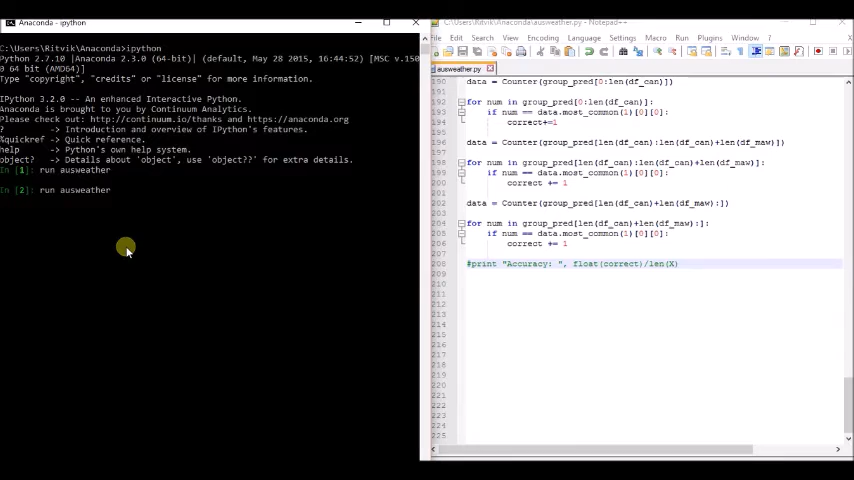 Anaconda - ipython
C:\Users\Ritvik\Anaconda>ipython
Python 2.7.10 |Anaconda 2.3.0 (64-bit)| (default, May 28 2015, 16:44:52) [MSC v.150
0 64 bit (AMD64)]
Type "copyright", "credits" or "license" for more information.
IPython 3.2.0 -- An enhanced Interactive Python.
Anaconda is brought to you by Continuum Analytics.
Please check out: http://continuum.io/thanks and https://anaconda.org
? -> Introduction and overview of IPython's features.
%quickref -> Quick reference.
help -> Python's own help system.
object? -> Details about 'object', use 'object??' for extra details.
In [1]: run ausweather
In [2]: run ausweather
C:\Users\Ritvik\Anaconda\ausweather.py - Notepad++
File Edit Search View Encoding Language Settings Macro Run Plugins Window ?
ausweather.py
190 data = Counter(group_pred[0:len(df_can)])
191
192 for num in group_pred[0:len(df_can)]:
193 if num == data.most_common(1)[0][0]:
194 correct+=1
195
196 data = Counter(group_pred[len(df_can):len(df_can)+len(df_maw)])
197
198 for num in group_pred[len(df_can):len(df_can)+len(df_maw)]:
199 if num == data.most_common(1)[0][0]:
200 correct += 1
201
202 data = Counter(group_pred[len(df_can)+len(df_maw):])
203
204 for num in group_pred[len(df_can)+len(df_maw):]:
205 if num == data.most_common(1)[0][0]:
206 correct += 1
207
208 #print "Accuracy: ", float(correct)/len(X)
209
210
211
212
213
214
215
216
217
218
219
220
221
222
223
224
225